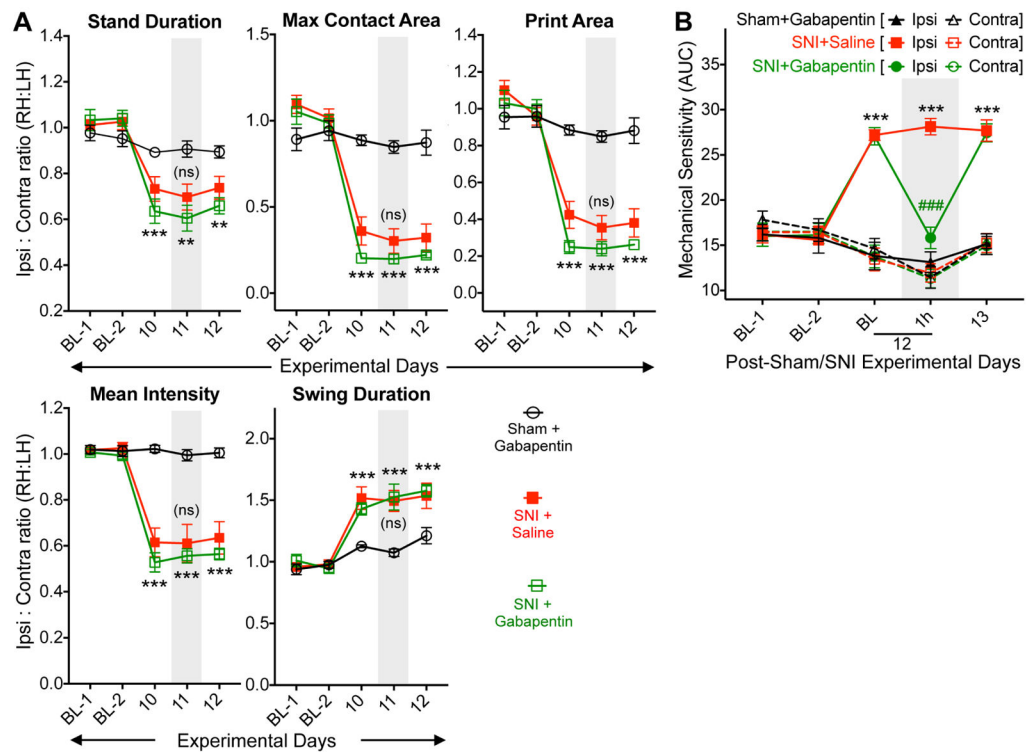 A
Stand Duration
Max Contact Area
Print Area
Ipsi : Contra ratio (RH:LH)
1.4
1.2
1.0
0.8
0.6
0.4
0.2
(ns)
***
**
**
BL-1
BL-2
10
11
12
1.5
1.0
0.5
0.0
(ns)
***
***
***
BL-1
BL-2
10
11
12
1.4
1.2
1.0
0.8
0.6
0.4
0.2
0.0
(ns)
***
***
***
BL-1
BL-2
10
11
12
Experimental Days
B
Sham+Gabapentin [ Ipsi Contra]
SNI+Saline [ Ipsi Contra]
SNI+Gabapentin [ Ipsi Contra]
Mechanical Sensitivity (AUC)
35
30
25
20
15
10
***
***
***
###
BL-1
BL-2
BL
1h
13
12
Post-Sham/SNI Experimental Days
Mean Intensity
Swing Duration
Ipsi : Contra ratio (RH:LH)
1.2
1.0
0.8
0.6
0.4
0.2
0.0
(ns)
***
***
***
BL-1
BL-2
10
11
12
2.0
1.5
1.0
0.5
0.0
***
***
***
(ns)
BL-1
BL-2
10
11
12
Experimental Days
Sham +
Gabapentin
SNI +
Saline
SNI +
Gabapentin